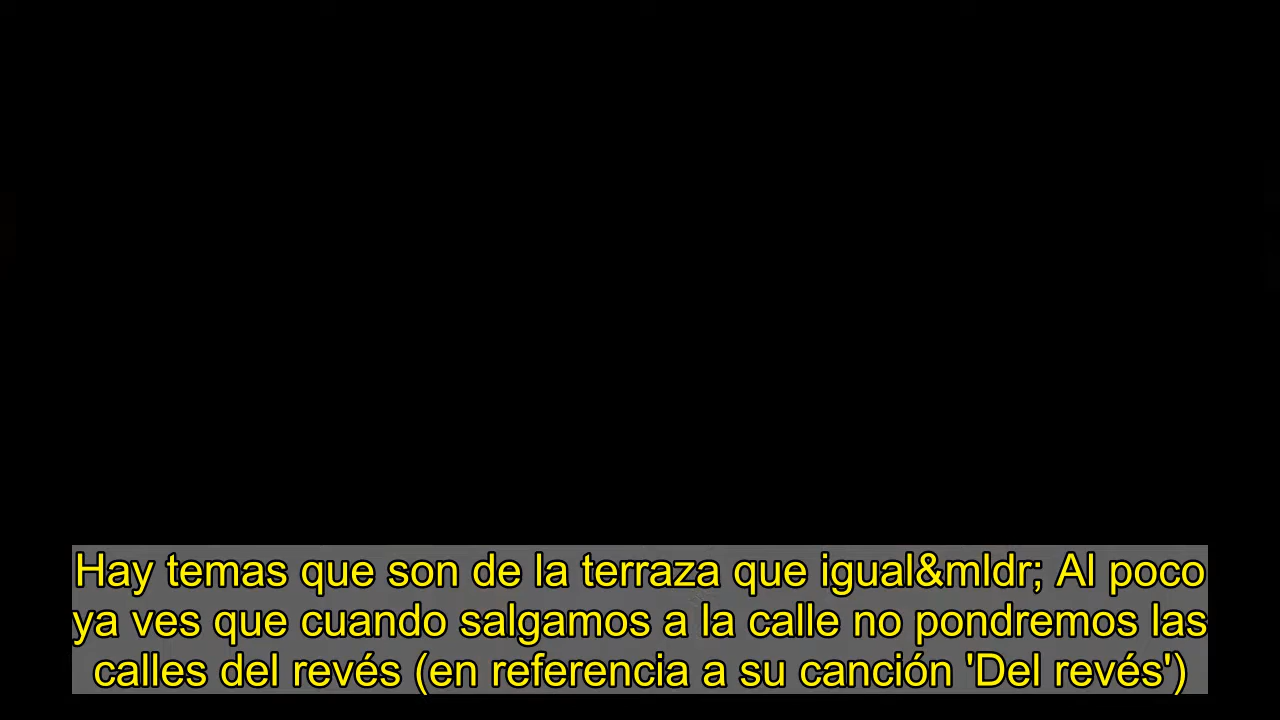 Hay temas que son de la terraza que igual&mldr; Al poco
ya ves que cuando salgamos a la calle no pondremos las
calles del revés (en referencia a su canción 'Del revés')